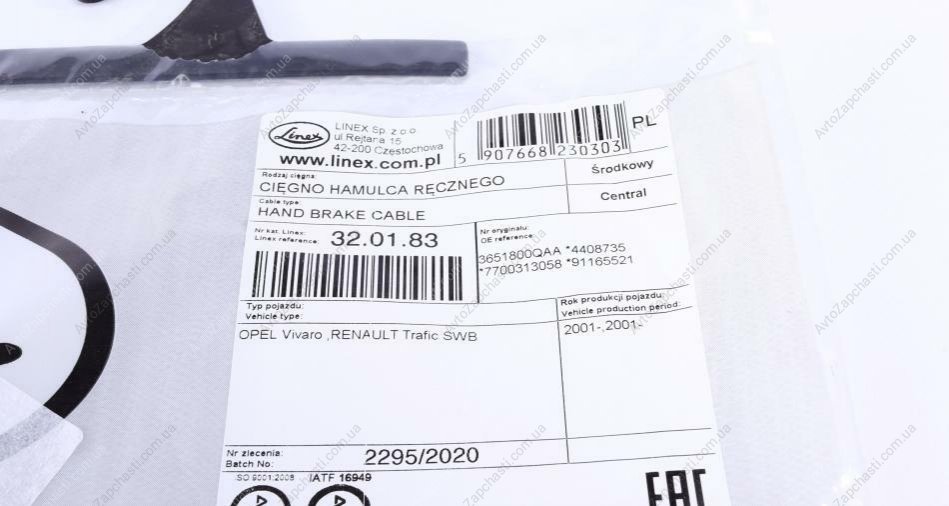 Linex
LINEX Sp. z o.o
ul Rejtana 15
42-200 Częstochowa
www.linex.com.pl
5 907668 230303
PL
Rodzaj cięgna:
CIĘGNO HAMULCA RĘCZNEGO
Środkowy
Cable type:
HAND BRAKE CABLE
Central
Nr kat. Linex:
Linex reference:
32.01.83
Nr oryginału:
OE reference:
3651800QAA *4408735
*7700313058 *91165521
Typ pojazdu:
Vehicle type:
OPEL Vivaro ,RENAULT Trafic SWB
Rok produkcji pojazdu:
Vehicle production period:
2001-,2001-
Nr zlecenia:
Batch No:
2295/2020
ISO 9001:2008 IATF 16949
EAC
AvtoZapchasti.com.ua